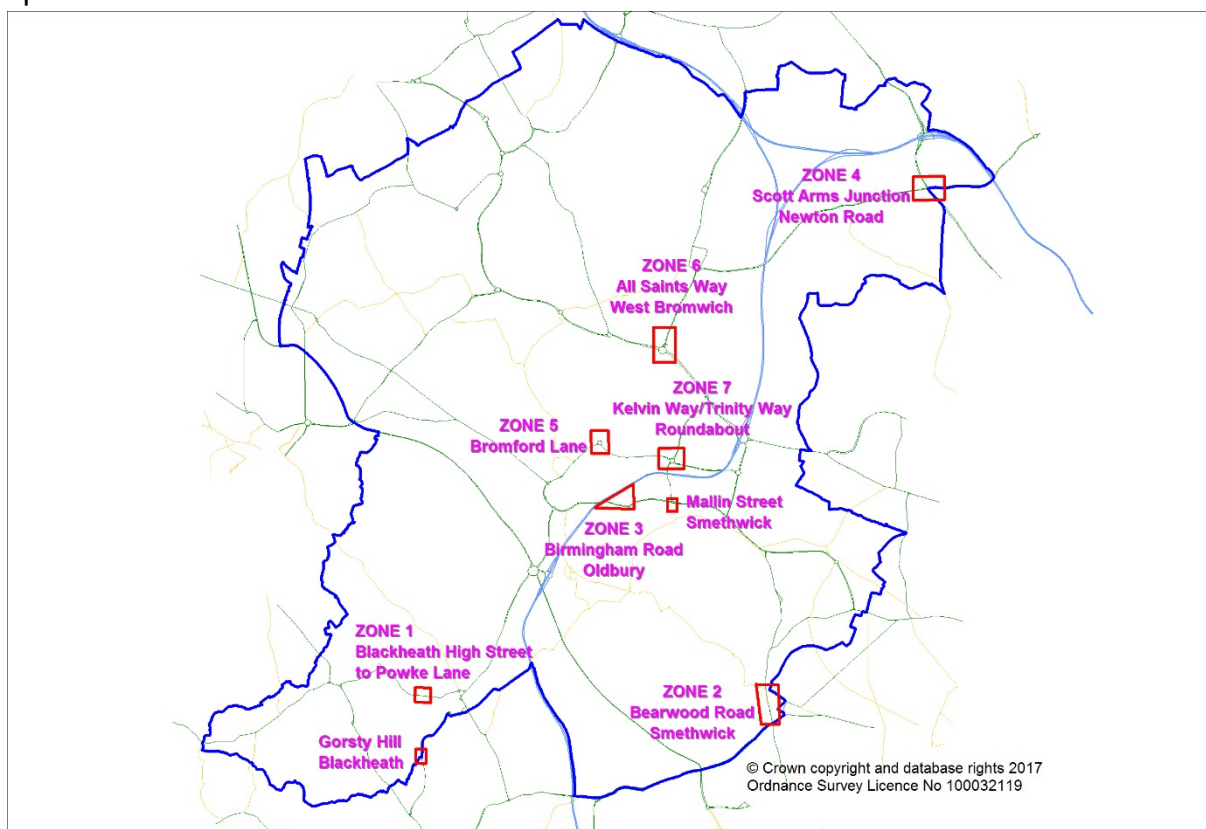 ZONE 4
Scott Arms Junction
Newton Road
ZONE 6
All Saints Way
West Bromwich
ZONE 7
Kelvin Way/Trinity Way
Roundabout
ZONE 5
Bromford Lane
Mallin Street
Smethwick
ZONE 3
Birmingham Road
Oldbury
ZONE 1
Blackheath High Street
to Powke Lane
ZONE 2
Bearwood Road
Smethwick
Gorsty Hill
Blackheath
© Crown copyright and database rights 2017
Ordnance Survey Licence No 100032119